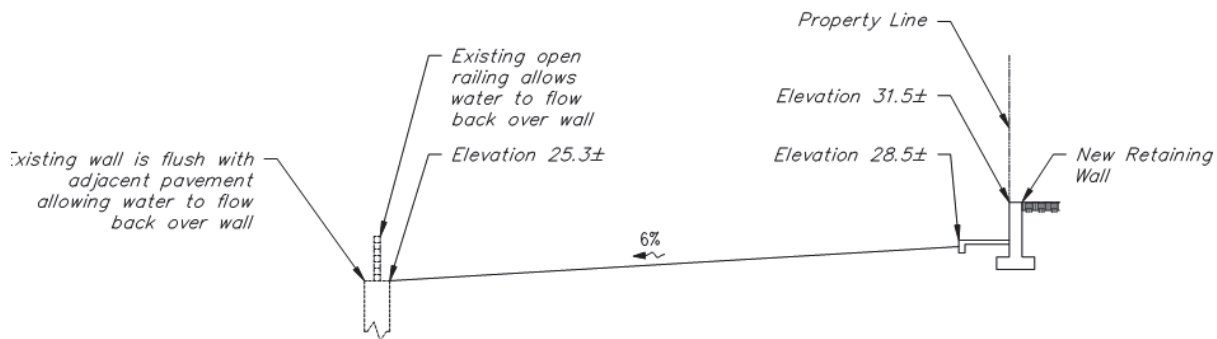 Property Line
Existing open
railing allows
water to flow
back over wall
Elevation 31.5±
Existing wall is flush with
adjacent pavement
allowing water to flow
back over wall
Elevation 25.3±
Elevation 28.5±
New Retaining
Wall
6%